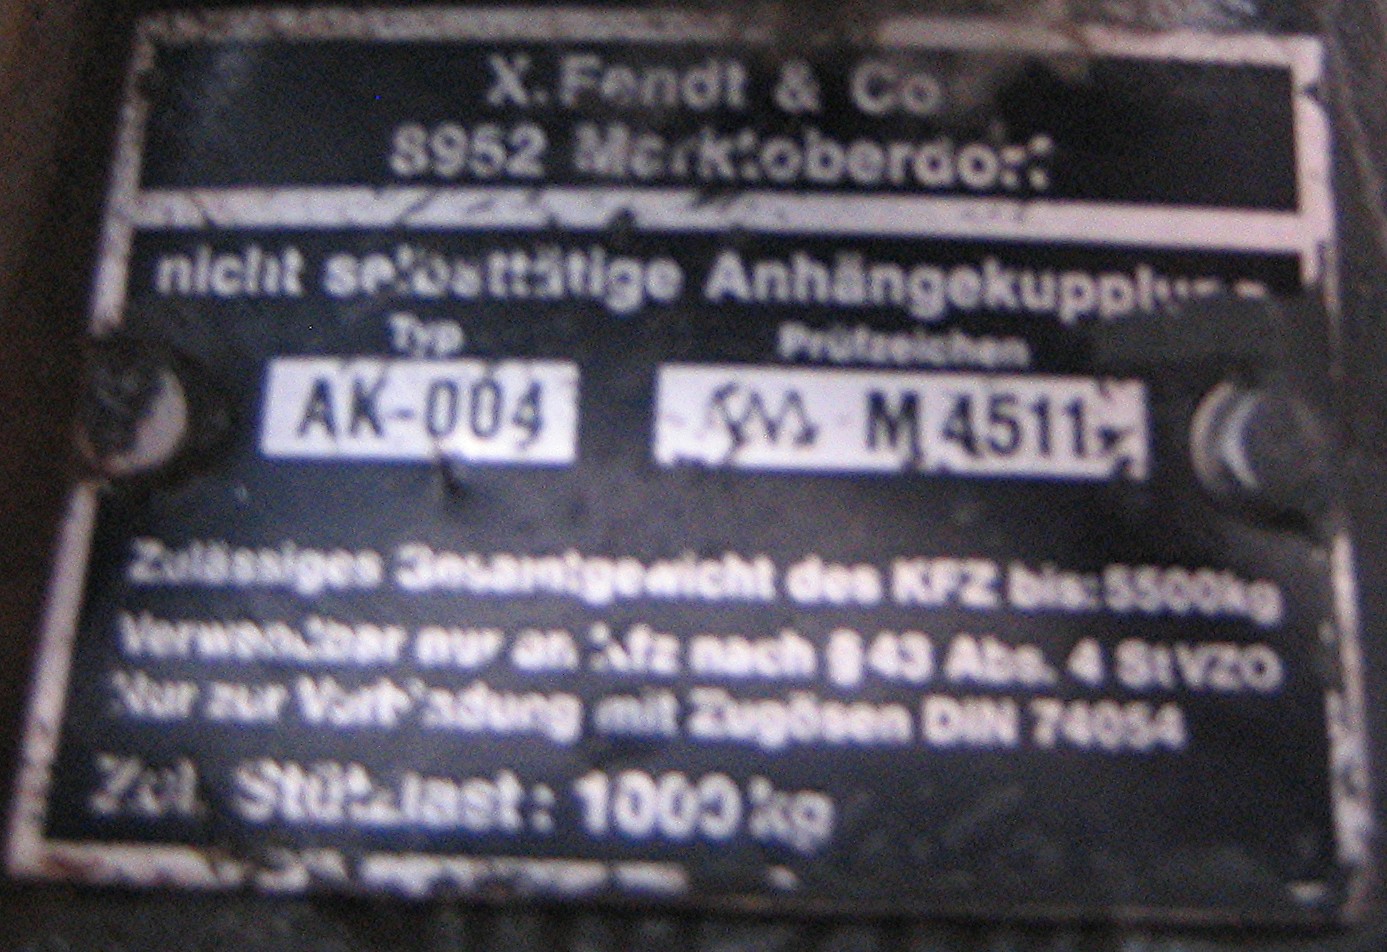 X. Fendt & Co
8952 Marktoberdorf
nicht selbsttätige Anhängekupplung
Typ Prüfzeichen
AK-004 M 4511
Zulässiges Gesamtgewicht des KFZ bis: 5500kg
Verwendbar nur an Kfz nach § 43 Abs. 4 StVZO
Nur zur Verbindung mit Zugösen DIN 74054
Zul. Stützlast: 1000 kg